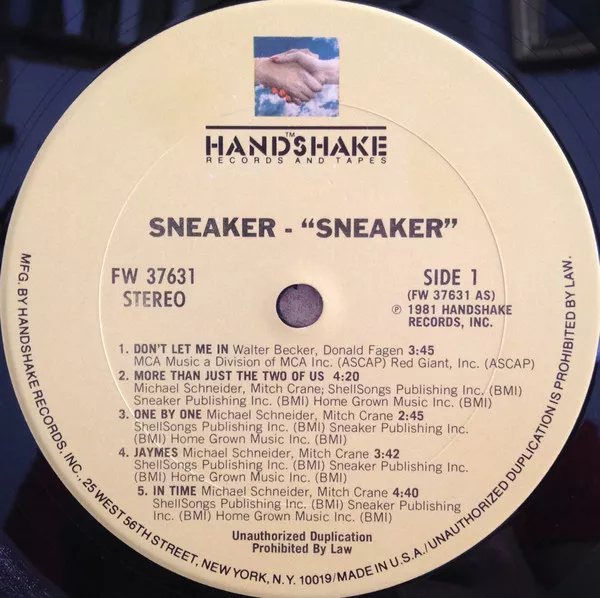 HANDSHAKE™
RECORDS AND TAPES
SNEAKER - “SNEAKER”
FW 37631
STEREO
SIDE 1
(FW 37631 AS)
℗ 1981 HANDSHAKE
RECORDS, INC.
1. DON'T LET ME IN Walter Becker, Donald Fagen 3:45
MCA Music a Division of MCA Inc. (ASCAP) Red Giant, Inc. (ASCAP)
2. MORE THAN JUST THE TWO OF US 4:20
Michael Schneider, Mitch Crane; ShellSongs Publishing Inc. (BMI)
Sneaker Publishing Inc. (BMI) Home Grown Music Inc. (BMI)
3. ONE BY ONE Michael Schneider, Mitch Crane 2:45
ShellSongs Publishing Inc. (BMI) Sneaker Publishing Inc.
(BMI) Home Grown Music Inc. (BMI)
4. JAYMES Michael Schneider, Mitch Crane 3:42
ShellSongs Publishing Inc. (BMI) Sneaker Publishing Inc.
(BMI) Home Grown Music Inc. (BMI)
5. IN TIME Michael Schneider, Mitch Crane 4:40
ShellSongs Publishing Inc. (BMI) Sneaker Publishing
Inc. (BMI) Home Grown Music Inc. (BMI)
Unauthorized Duplication
Prohibited By Law
MFG. BY HANDSHAKE RECORDS, INC., 25 WEST 56TH STREET, NEW YORK, N.Y. 10019/MADE IN U.S.A./UNAUTHORIZED DUPLICATION IS PROHIBITED BY LAW.